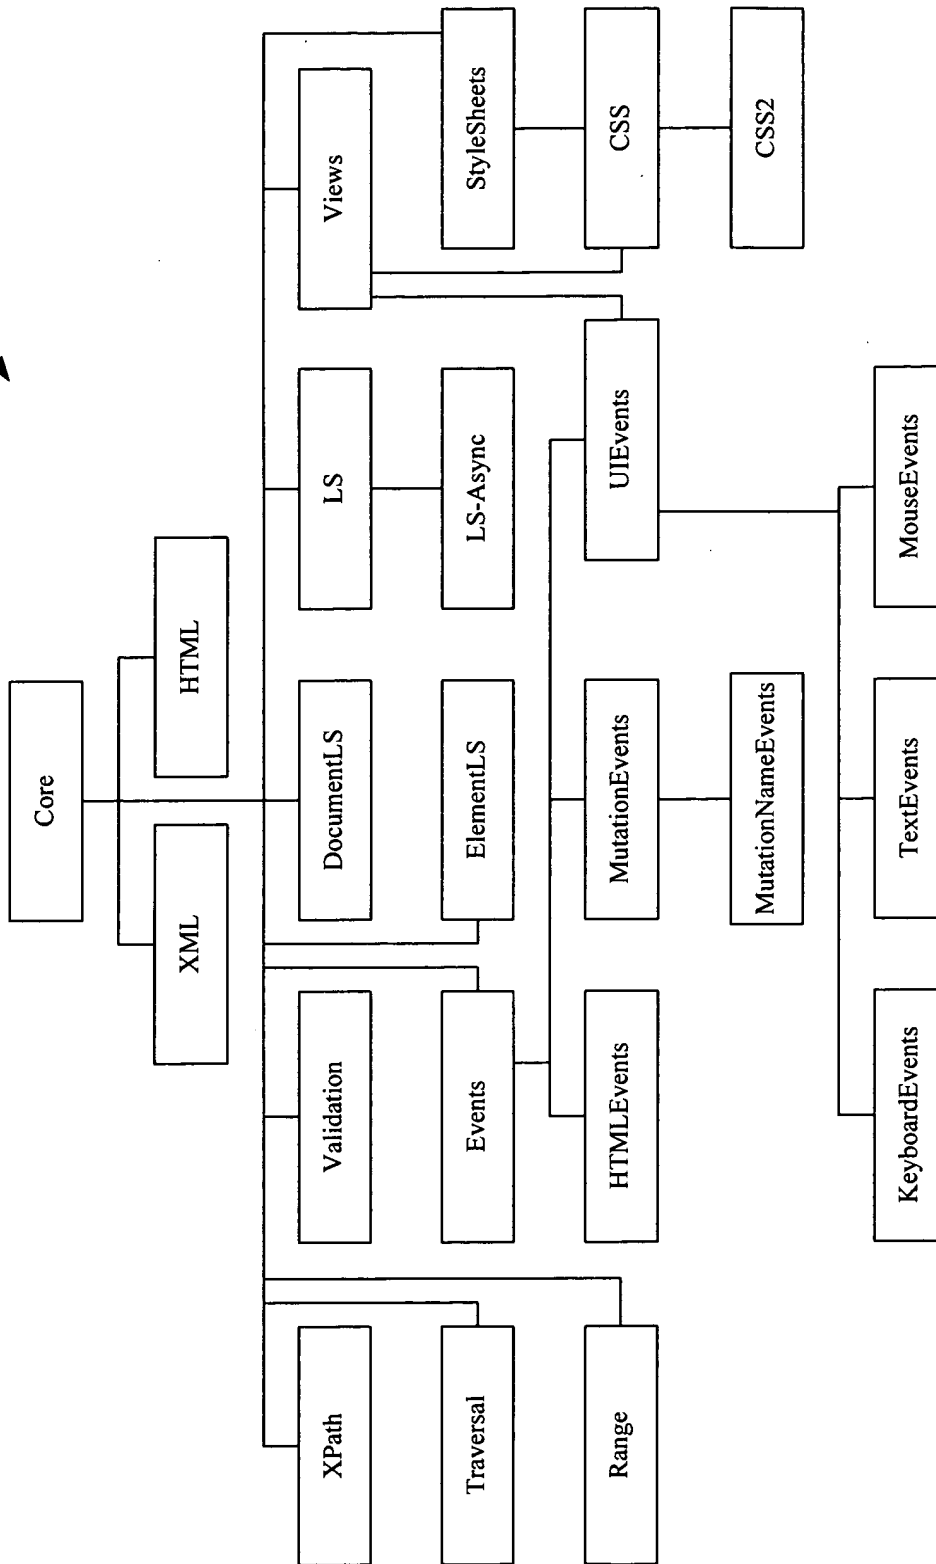 Core
XML
HTML
XPath
Validation
DocumentLS
LS
Views
Traversal
Events
ElementLS
LS-Async
StyleSheets
Range
HTMLEvents
MutationEvents
UIEvents
CSS
MutationNameEvents
CSS2
KeyboardEvents
TextEvents
MouseEvents